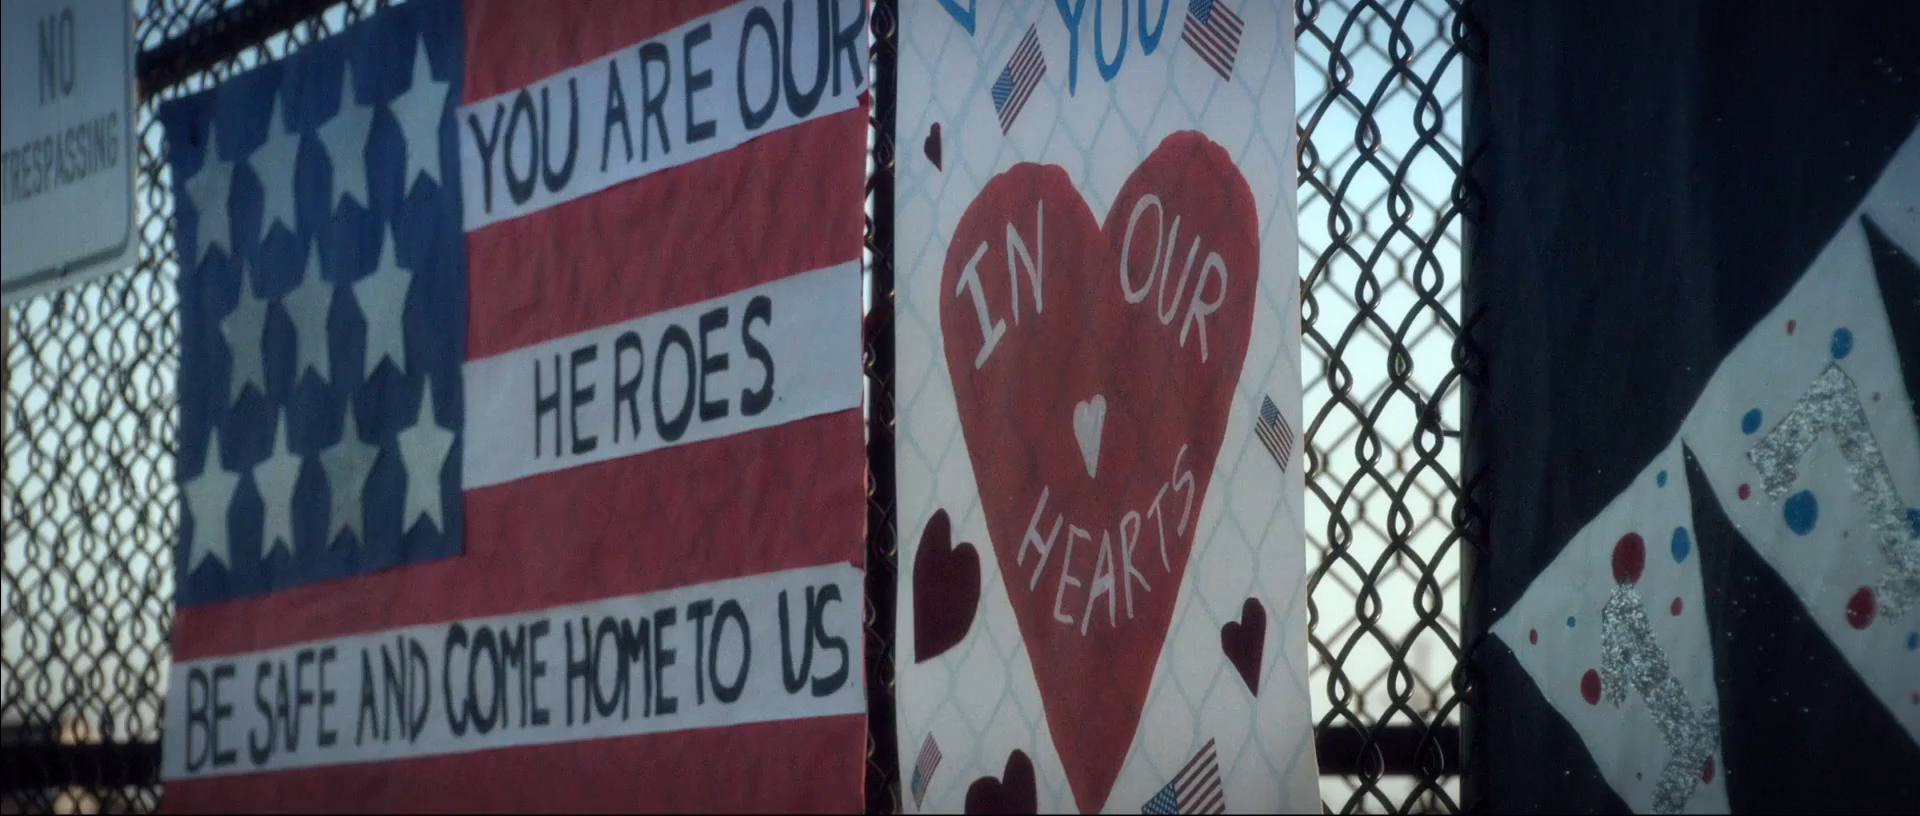 NO
TRESPASSING
YOU ARE OUR
HEROES
BE SAFE AND COME HOME TO US
YOU
IN OUR
HEARTS